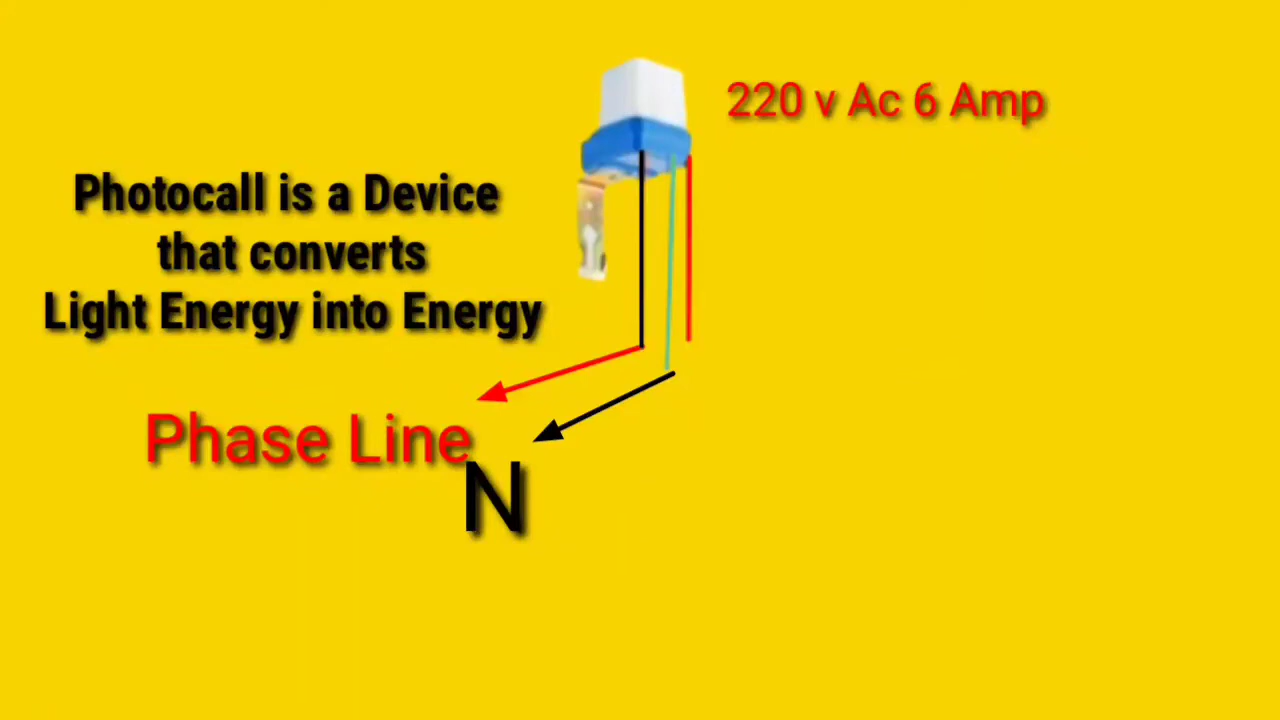 220 v Ac 6 Amp
Photocall is a Device
that converts
Light Energy into Energy
Phase Line
N